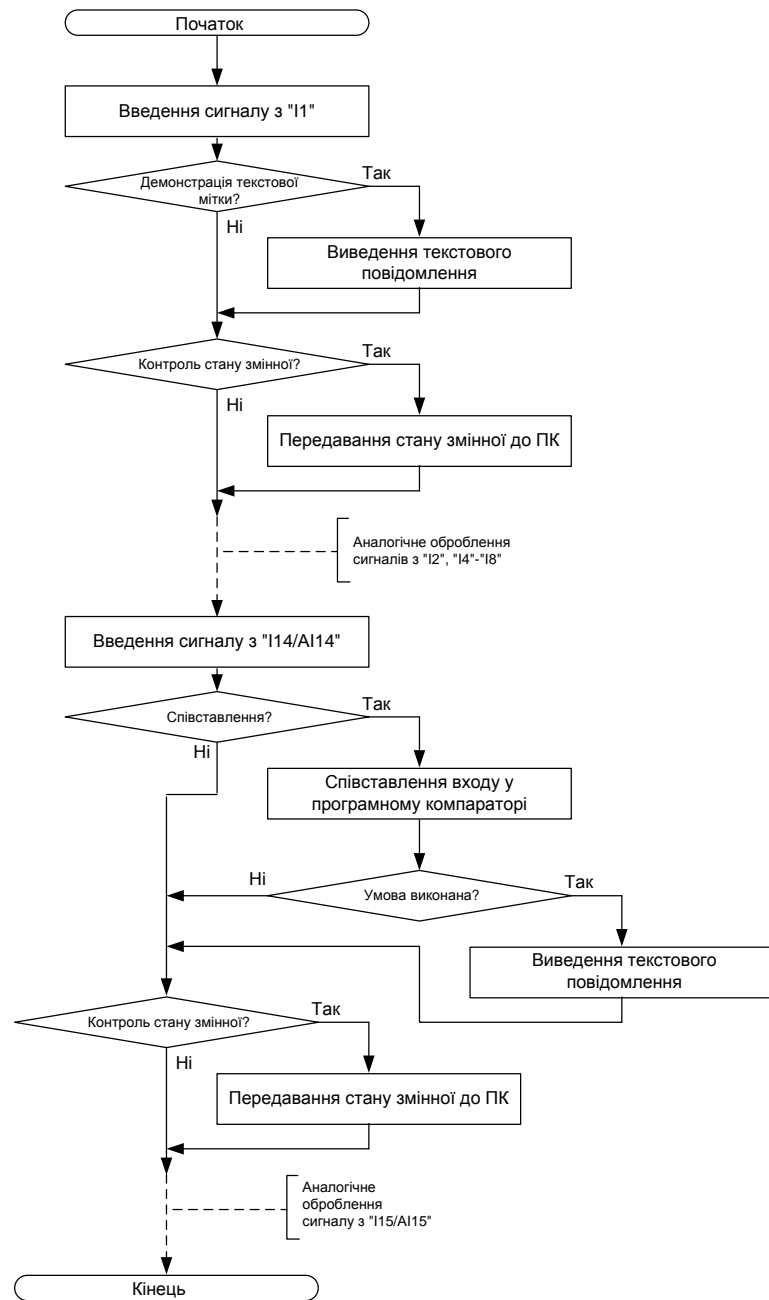 Початок
Введення сигналу з "I1"
Демонстрація текстової
мітки?
Так
Ні
Виведення текстового
повідомлення
Контроль стану змінної?
Так
Ні
Передавання стану змінної до ПК
Аналогічне оброблення
сигналів з "I2", "I4"-"I8"
Введення сигналу з "I14/AI14"
Співставлення?
Так
Ні
Співставлення входу у
програмному компараторі
Ні
Умова виконана?
Так
Виведення текстового
повідомлення
Контроль стану змінної?
Так
Ні
Передавання стану змінної до ПК
Аналогічне
оброблення
сигналу з "I15/AI15"
Кінець